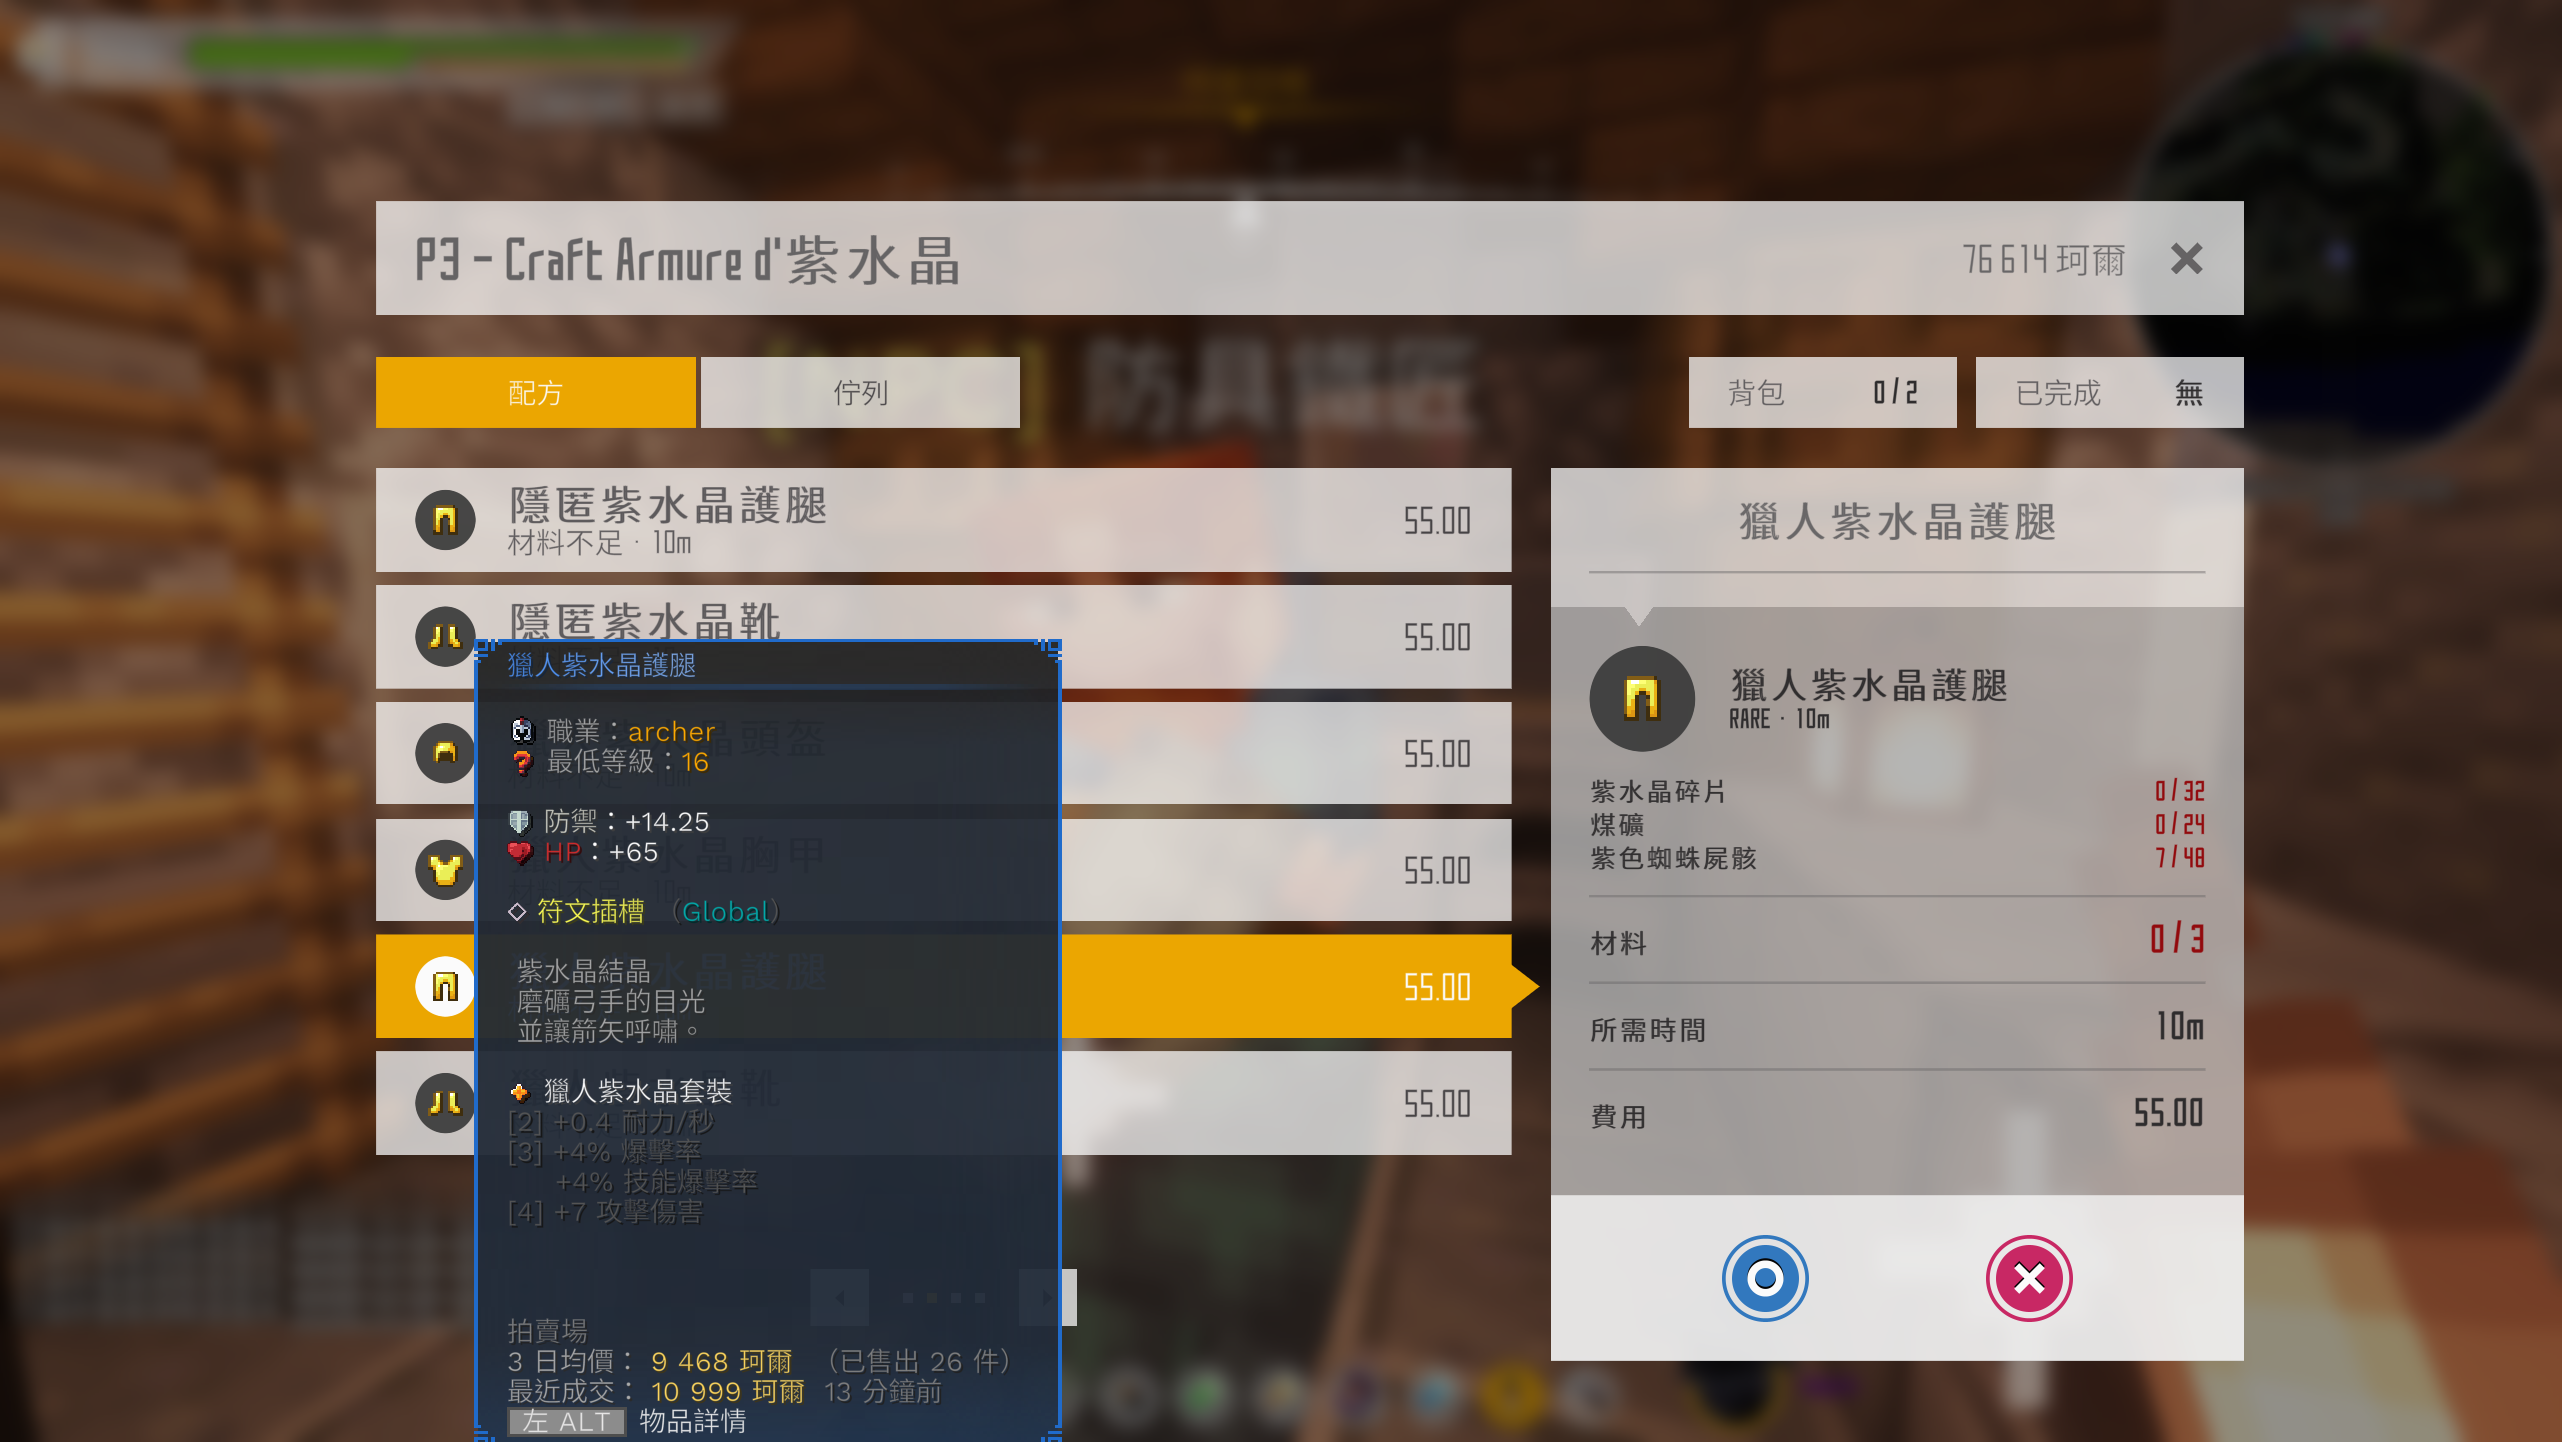 P3 - Craft Armure d'紫水晶
76 614 珂爾
配方
佇列
背包 0/2
已完成 無
防具鐵匠
隱匿紫水晶護腿
材料不足 · 10m
55.00
隱匿紫水晶靴
55.00
55.00
55.00
55.00
55.00
獵人紫水晶護腿
職業：archer
最低等級：16
防禦：+14.25
HP：+65
符文插槽 （Global）
紫水晶結晶
磨礪弓手的目光
並讓箭矢呼嘯。
獵人紫水晶套裝
[2] +0.4 耐力/秒
[3] +4% 爆擊率
+4% 技能爆擊率
[4] +7 攻擊傷害
拍賣場
3 日均價： 9 468 珂爾 （已售出 26 件）
最近成交： 10 999 珂爾 13 分鐘前
左 ALT 物品詳情
獵人紫水晶護腿
獵人紫水晶護腿
RARE · 10m
紫水晶碎片 0/32
煤礦 0/24
紫色蜘蛛屍骸 7/48
材料 0/3
所需時間 10m
費用 55.00